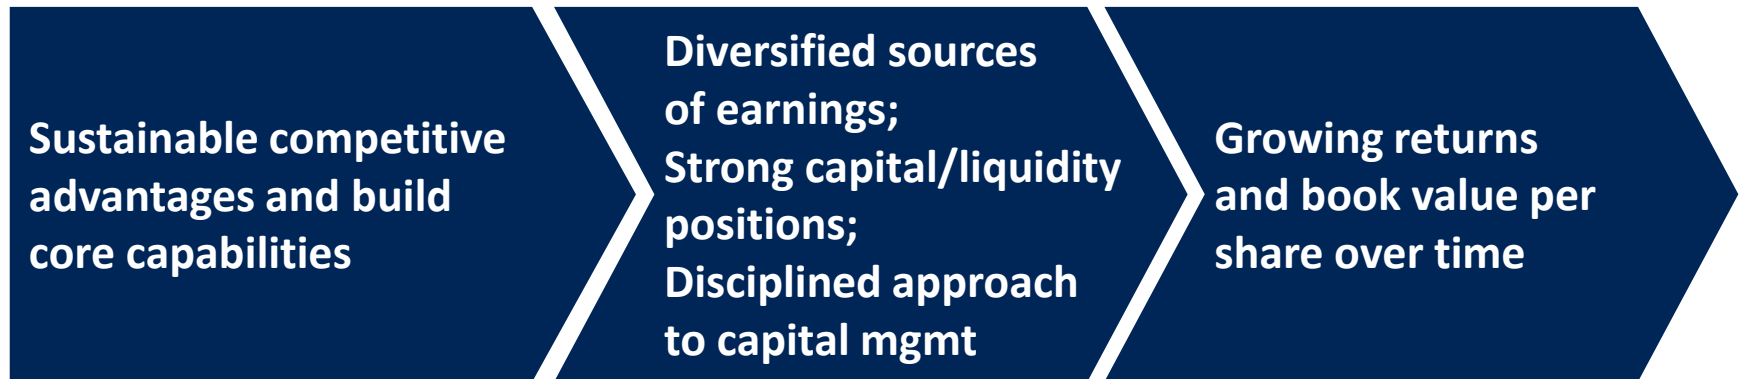 Sustainable competitive
advantages and build
core capabilities
Diversified sources
of earnings;
Strong capital/liquidity
positions;
Disciplined approach
to capital mgmt
Growing returns
and book value per
share over time